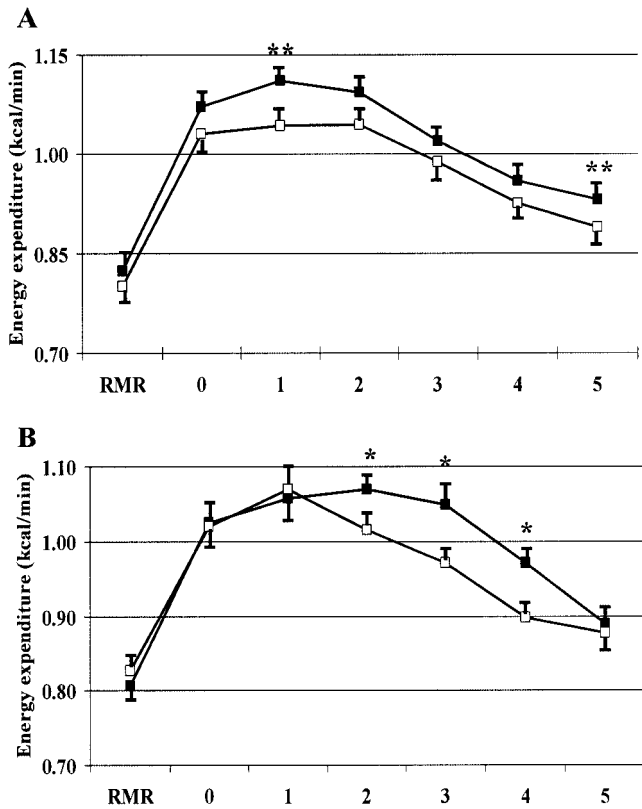 A
Energy expenditure (kcal/min)
1.15
1.00
0.85
0.70
**
**
RMR 0 1 2 3 4 5
B
Energy expenditure (kcal/min)
1.10
1.00
0.90
0.80
0.70
*
*
*
RMR 0 1 2 3 4 5